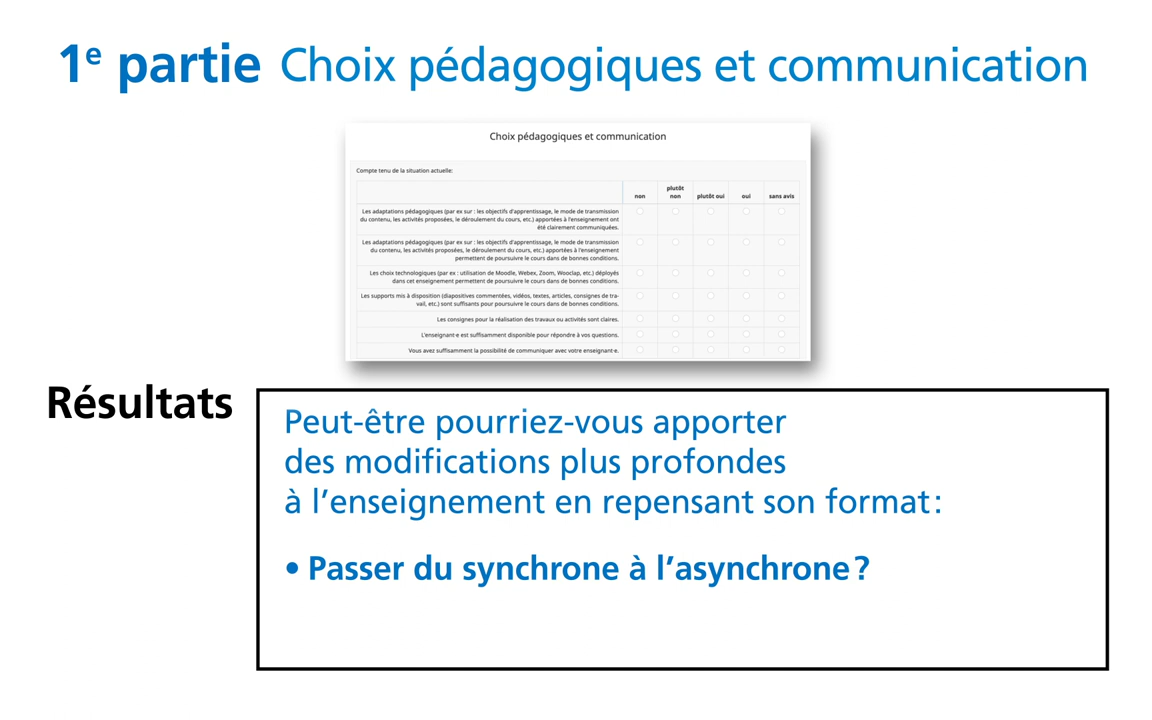 1e partie Choix pédagogiques et communication
Choix pédagogiques et communication
Compte tenu de la situation actuelle:
non plutôt non plutôt oui oui sans avis
Les adaptations pédagogiques (par ex sur : les objectifs d'apprentissage, le mode de transmission
du contenu, les activités proposées, le déroulement du cours, etc.) apportées à l'enseignement ont
été clairement communiquées.
Les adaptations pédagogiques (par ex sur : les objectifs d'apprentissage, le mode de transmission
du contenu, les activités proposées, le déroulement du cours, etc.) apportées à l'enseignement
permettent de poursuivre le cours dans de bonnes conditions.
Les choix technologiques (par ex : utilisation de Moodle, Webex, Zoom, Wooclap, etc.) déployés
dans cet enseignement permettent de poursuivre le cours dans de bonnes conditions.
Les supports mis à disposition (diapositives commentées, vidéos, textes, articles, consignes de tra-
vail, etc.) sont suffisants pour poursuivre le cours dans de bonnes conditions.
Les consignes pour la réalisation des travaux ou activités sont claires.
L'enseignant·e est suffisamment disponible pour répondre à vos questions.
Vous avez suffisamment la possibilité de communiquer avec votre enseignant·e.
Résultats
Peut-être pourriez-vous apporter
des modifications plus profondes
à l'enseignement en repensant son format :
• Passer du synchrone à l'asynchrone ?